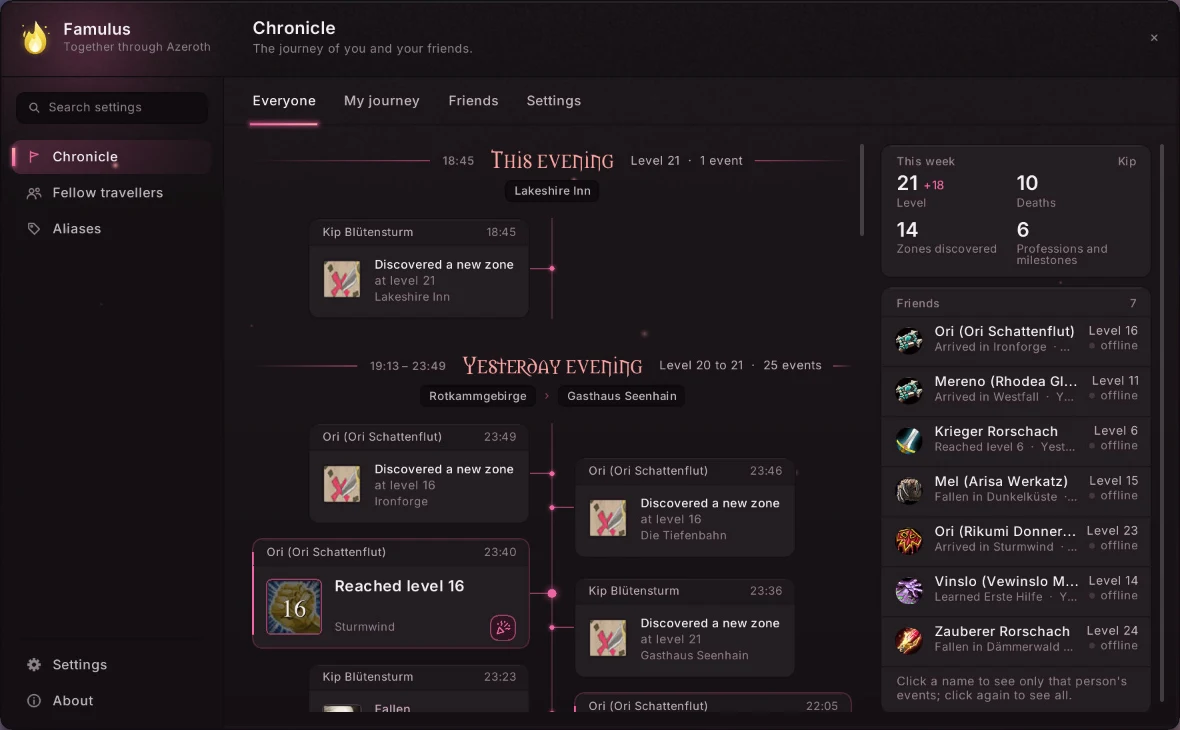 Famulus
Together through Azeroth
Chronicle
The journey of you and your friends.
Search settings
Chronicle
Fellow travellers
Aliases
Settings
About
Everyone
My journey
Friends
Settings
18:45 This evening Level 21 · 1 event
Lakeshire Inn
Kip Blütensturm 18:45
Discovered a new zone
at level 21
Lakeshire Inn
19:13 – 23:49 Yesterday evening Level 20 to 21 · 25 events
Rotkammgebirge › Gasthaus Seenhain
Ori (Ori Schattenflut) 23:49
Discovered a new zone
at level 16
Ironforge
Ori (Ori Schattenflut) 23:46
Discovered a new zone
at level 16
Die Tiefenbahn
Ori (Ori Schattenflut) 23:40
16
Reached level 16
Sturmwind
Kip Blütensturm 23:36
Discovered a new zone
at level 21
Gasthaus Seenhain
Kip Blütensturm 23:23
Fallen
Ori (Ori Schattenflut) 22:05
This week Kip
21 +18
Level
10
Deaths
14
Zones discovered
6
Professions and
milestones
Friends 7
Ori (Ori Schattenflut) Level 16
Arrived in Ironforge · ... offline
Mereno (Rhodea Gl... Level 11
Arrived in Westfall · Y... offline
Krieger Rorschach Level 6
Reached level 6 · Yest... offline
Mel (Arisa Werkatz) Level 15
Fallen in Dunkelküste ·... offline
Ori (Rikumi Donner... Level 23
Arrived in Sturmwind · ... offline
Vinslo (Vewinslo M... Level 14
Learned Erste Hilfe · Y... offline
Zauberer Rorschach Level 24
Fallen in Dämmerwald ... offline
Click a name to see only that person's
events; click again to see all.